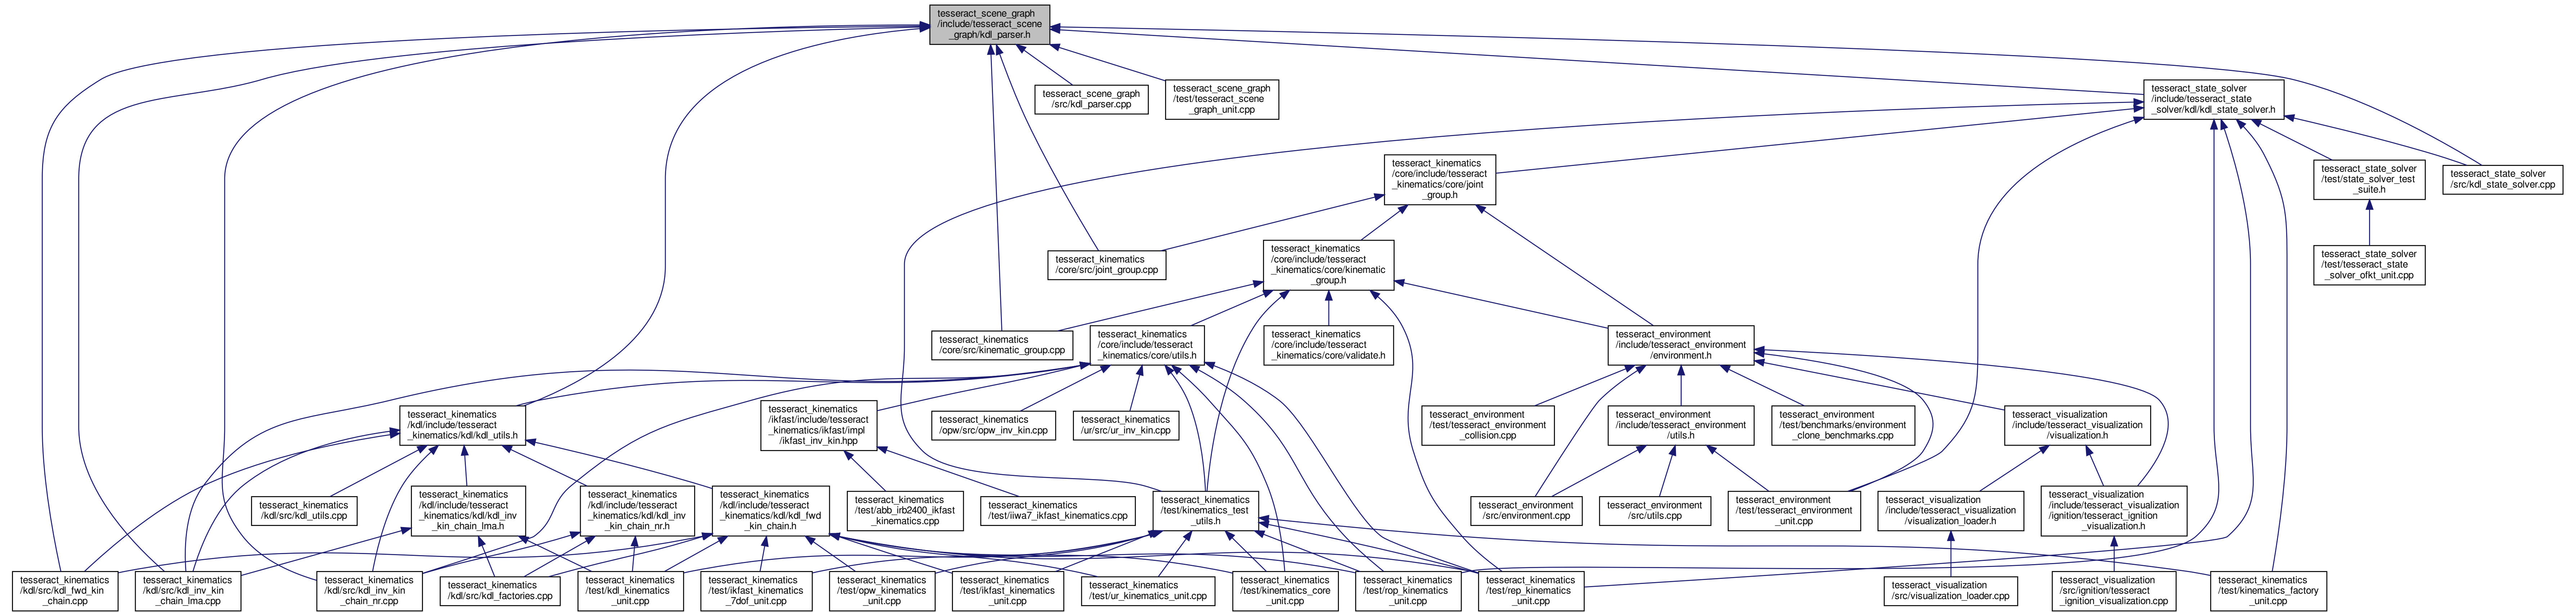 tesseract_scene_graph
/include/tesseract_scene
_graph/kdl_parser.h
tesseract_scene_graph
/src/kdl_parser.cpp
tesseract_scene_graph
/test/tesseract_scene
_graph_unit.cpp
tesseract_state_solver
/include/tesseract_state
_solver/kdl/kdl_state_solver.h
tesseract_kinematics
/core/include/tesseract
_kinematics/core/joint
_group.h
tesseract_state_solver
/test/state_solver_test
_suite.h
tesseract_state_solver
/src/kdl_state_solver.cpp
tesseract_kinematics
/core/src/joint_group.cpp
tesseract_kinematics
/core/include/tesseract
_kinematics/core/kinematic
_group.h
tesseract_state_solver
/test/tesseract_state
_solver_ofkt_unit.cpp
tesseract_kinematics
/core/src/kinematic_group.cpp
tesseract_kinematics
/core/include/tesseract
_kinematics/core/utils.h
tesseract_kinematics
/core/include/tesseract
_kinematics/core/validate.h
tesseract_environment
/include/tesseract_environment
/environment.h
tesseract_kinematics
/kdl/include/tesseract
_kinematics/kdl/kdl_utils.h
tesseract_kinematics
/ikfast/include/tesseract
_kinematics/ikfast/impl
/ikfast_inv_kin.hpp
tesseract_kinematics
/opw/src/opw_inv_kin.cpp
tesseract_kinematics
/ur/src/ur_inv_kin.cpp
tesseract_environment
/test/tesseract_environment
_collision.cpp
tesseract_environment
/include/tesseract_environment
/utils.h
tesseract_environment
/test/benchmarks/environment
_clone_benchmarks.cpp
tesseract_visualization
/include/tesseract_visualization
/visualization.h
tesseract_kinematics
/kdl/src/kdl_utils.cpp
tesseract_kinematics
/kdl/include/tesseract
_kinematics/kdl/kdl_inv
_kin_chain_lma.h
tesseract_kinematics
/kdl/include/tesseract
_kinematics/kdl/kdl_inv
_kin_chain_nr.h
tesseract_kinematics
/kdl/include/tesseract
_kinematics/kdl/kdl_fwd
_kin_chain.h
tesseract_kinematics
/test/abb_irb2400_ikfast
_kinematics.cpp
tesseract_kinematics
/test/iiwa7_ikfast_kinematics.cpp
tesseract_kinematics
/test/kinematics_test
_utils.h
tesseract_environment
/src/environment.cpp
tesseract_environment
/src/utils.cpp
tesseract_environment
/test/tesseract_environment
_unit.cpp
tesseract_visualization
/include/tesseract_visualization
/visualization_loader.h
tesseract_visualization
/include/tesseract_visualization
/ignition/tesseract_ignition
_visualization.h
tesseract_kinematics
/kdl/src/kdl_fwd_kin
_chain.cpp
tesseract_kinematics
/kdl/src/kdl_inv_kin
_chain_lma.cpp
tesseract_kinematics
/kdl/src/kdl_inv_kin
_chain_nr.cpp
tesseract_kinematics
/kdl/src/kdl_factories.cpp
tesseract_kinematics
/test/kdl_kinematics
_unit.cpp
tesseract_kinematics
/test/ikfast_kinematics
_7dof_unit.cpp
tesseract_kinematics
/test/opw_kinematics
_unit.cpp
tesseract_kinematics
/test/ikfast_kinematics
_unit.cpp
tesseract_kinematics
/test/ur_kinematics_unit.cpp
tesseract_kinematics
/test/kinematics_core
_unit.cpp
tesseract_kinematics
/test/rop_kinematics
_unit.cpp
tesseract_kinematics
/test/rep_kinematics
_unit.cpp
tesseract_visualization
/src/visualization_loader.cpp
tesseract_visualization
/src/ignition/tesseract
_ignition_visualization.cpp
tesseract_kinematics
/test/kinematics_factory
_unit.cpp